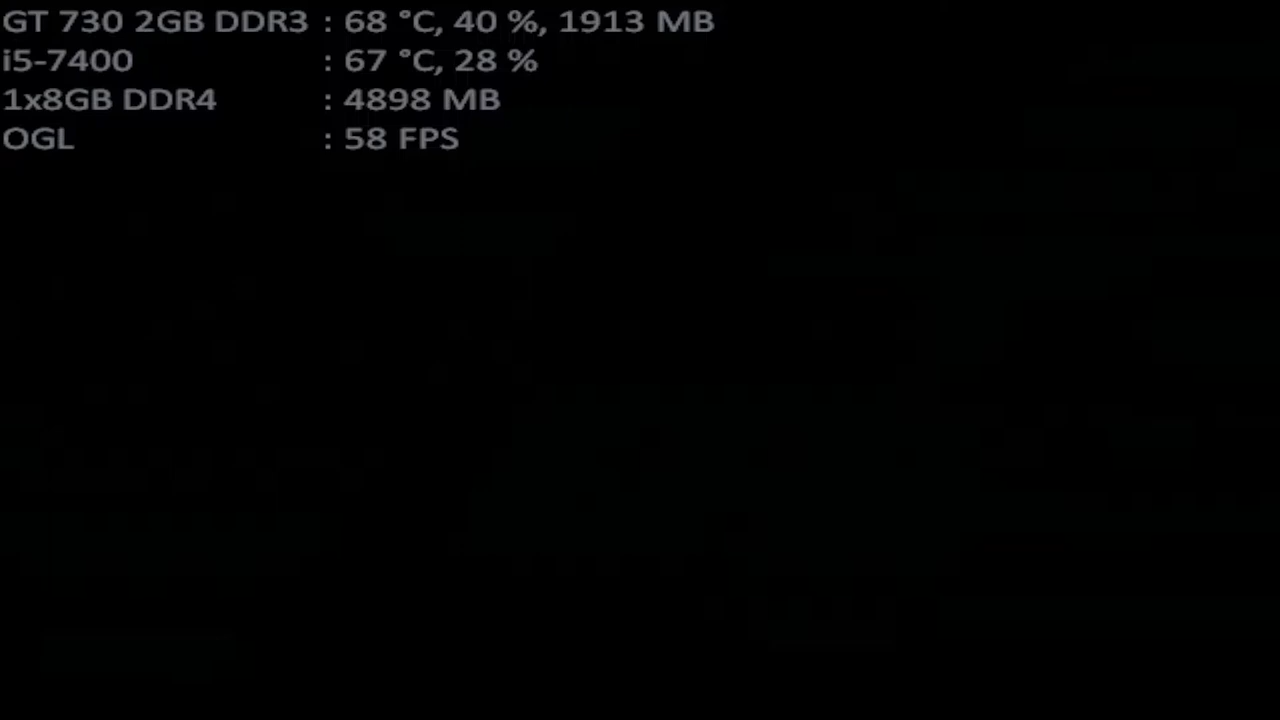 GT 730 2GB DDR3 : 68 °C, 40 %, 1913 MB
i5-7400 : 67 °C, 28 %
1x8GB DDR4 : 4898 MB
OGL : 58 FPS